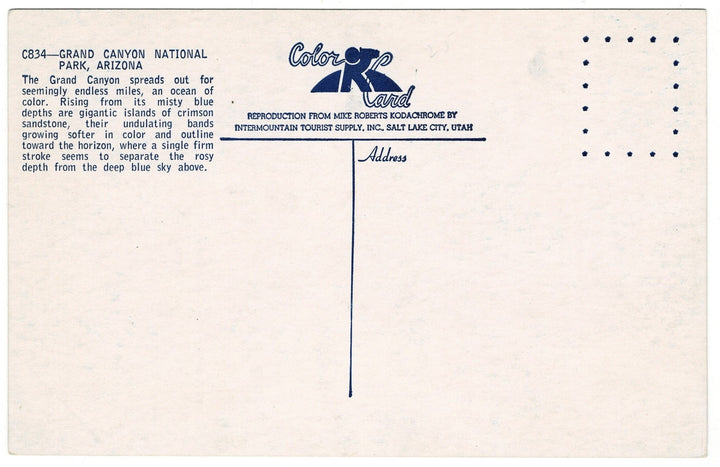 C834—GRAND CANYON NATIONAL
PARK, ARIZONA
The Grand Canyon spreads out for
seemingly endless miles, an ocean of
color. Rising from its misty blue
depths are gigantic islands of crimson
sandstone, their undulating bands
growing softer in color and outline
toward the horizon, where a single firm
stroke seems to separate the rosy
depth from the deep blue sky above.
Color
Card
REPRODUCTION FROM MIKE ROBERTS KODACHROME BY
INTERMOUNTAIN TOURIST SUPPLY, INC., SALT LAKE CITY, UTAH
Address